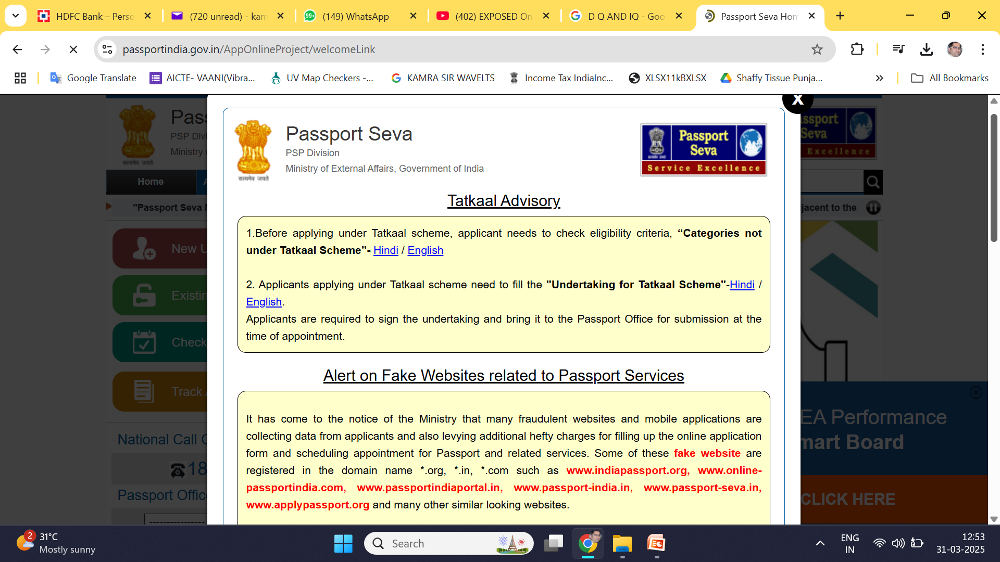 HDFC Bank – Perso
(720 unread) - kam
99+
(149) WhatsApp
(402) EXPOSED On
D Q AND IQ - Goo
Passport Seva Hom
passportindia.gov.in/AppOnlineProject/welcomeLink
Google Translate
AICTE- VAANI(Vibra...
UV Map Checkers -...
KAMRA SIR WAVELTS
Income Tax IndiaInc...
XLSX11kBXLSX
Shaffy Tissue Punja...
All Bookmarks
X
Pass
PSP Divi
Ministry
सत्यमेव जयते
Passport Seva
PSP Division
Ministry of External Affairs, Government of India
सत्यमेव जयते
Passport
Seva
Service Excellence
ssport
Seva
Excellence
Home
"Passport Seva
jacent to the
Tatkaal Advisory
1.Before applying under Tatkaal scheme, applicant needs to check eligibility criteria, “Categories not
under Tatkaal Scheme”- Hindi / English
2. Applicants applying under Tatkaal scheme need to fill the "Undertaking for Tatkaal Scheme"-Hindi /
English.
Applicants are required to sign the undertaking and bring it to the Passport Office for submission at the
time of appointment.
New U
Existin
Check
Track A
Alert on Fake Websites related to Passport Services
It has come to the notice of the Ministry that many fraudulent websites and mobile applications are
collecting data from applicants and also levying additional hefty charges for filling up the online application
form and scheduling appointment for Passport and related services. Some of these fake website are
registered in the domain name *.org, *.in, *.com such as www.indiapassport.org, www.online-
passportindia.com, www.passportindiaportal.in, www.passport-india.in, www.passport-seva.in,
www.applypassport.org and many other similar looking websites.
National Call C
18
Passport Offic
-----------------
EA Performance
mart Board
CLICK HERE
2
31°C
Mostly sunny
Search
ENG
IN
12:53
31-03-2025